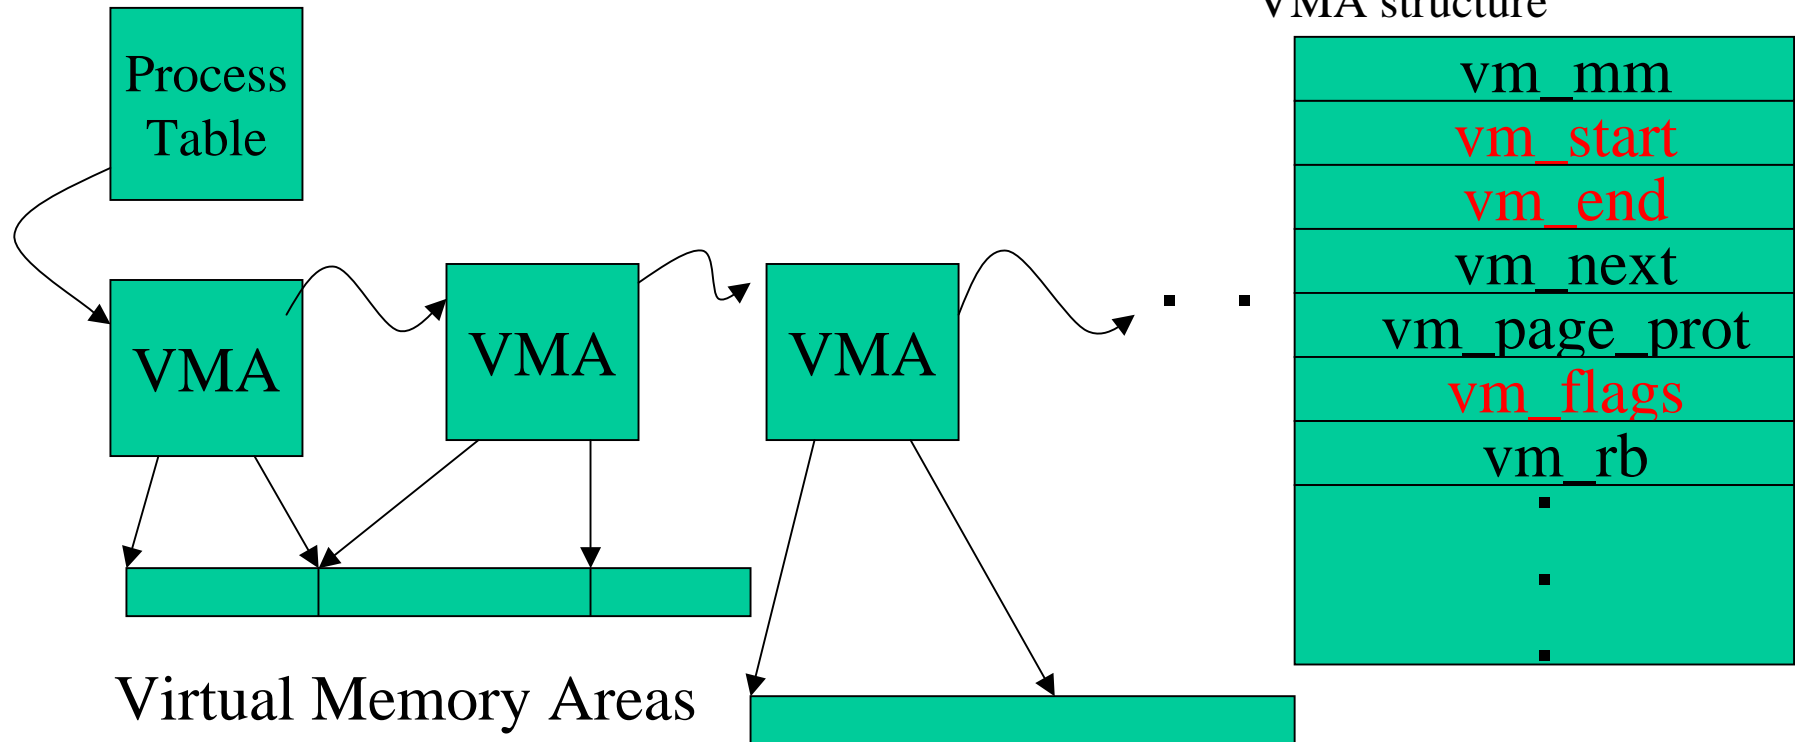 VMA structure
Process
Table
vm_mm
vm_start
vm_end
vm_next
vm_page_prot
vm_flags
vm_rb
VMA
VMA
VMA
Virtual Memory Areas